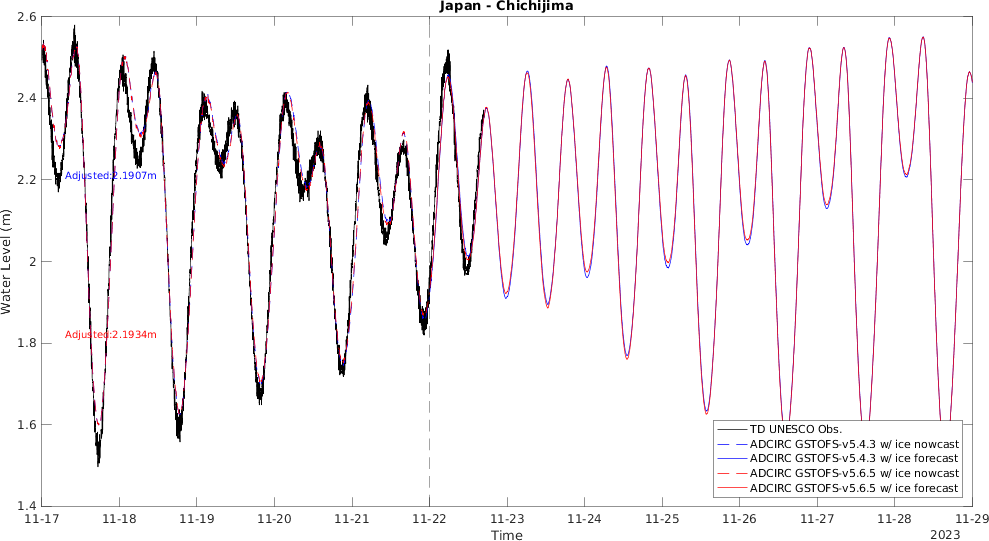 Japan - Chichijima
Water Level (m)
2.6
2.4
2.2
2
1.8
1.6
1.4
Adjusted:2.1907m
Adjusted:2.1934m
TD UNESCO Obs.
ADCIRC GSTOFS-v5.4.3 w/ ice nowcast
ADCIRC GSTOFS-v5.4.3 w/ ice forecast
ADCIRC GSTOFS-v5.6.5 w/ ice nowcast
ADCIRC GSTOFS-v5.6.5 w/ ice forecast
11-17 11-18 11-19 11-20 11-21 11-22 11-23 11-24 11-25 11-26 11-27 11-28 11-29
Time
2023